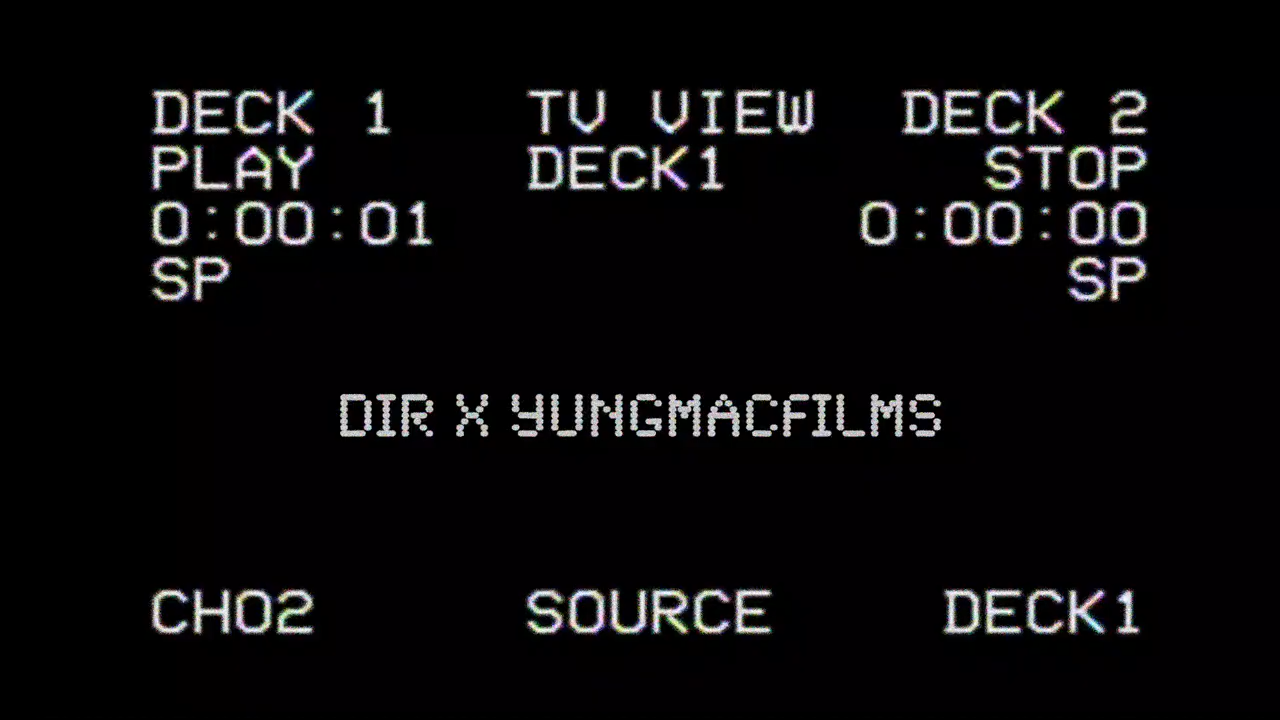 DECK 1 TV VIEW DECK 2
PLAY DECK1 STOP
0:00:01 0:00:00
SP SP
DIR X YUNGMACFILMS
CH02 SOURCE DECK1